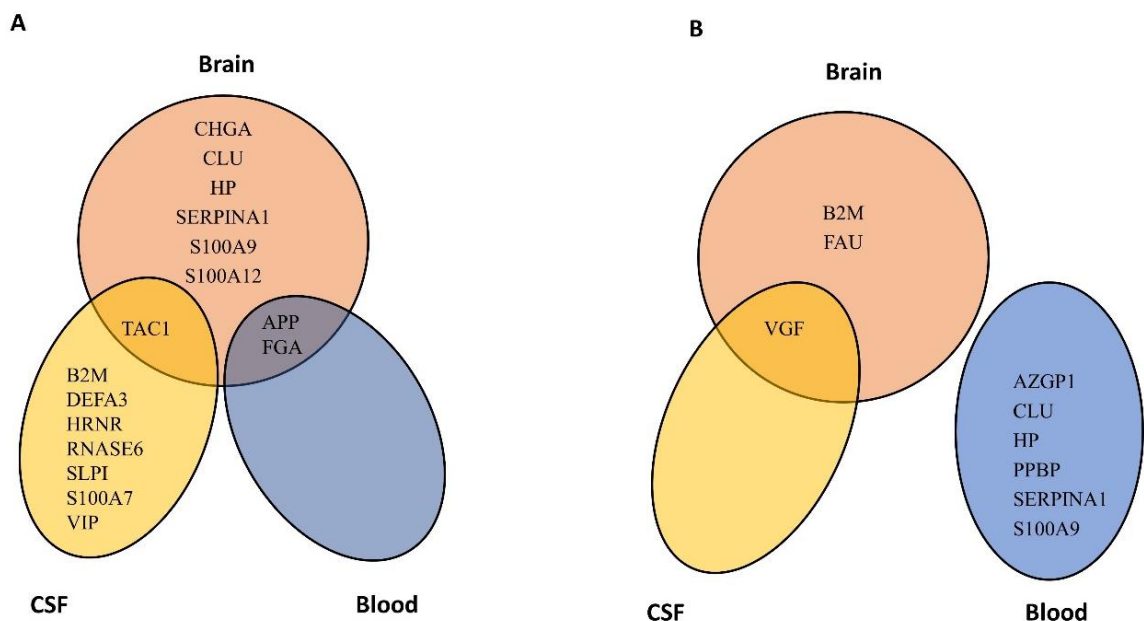 A
Brain
CHGA
CLU
HP
SERPINA1
S100A9
S100A12
TAC1
APP
FGA
B2M
DEFA3
HRNR
RNASE6
SLPI
S100A7
VIP
CSF
Blood
B
Brain
B2M
FAU
VGF
AZGP1
CLU
HP
PPBP
SERPINA1
S100A9
CSF
Blood